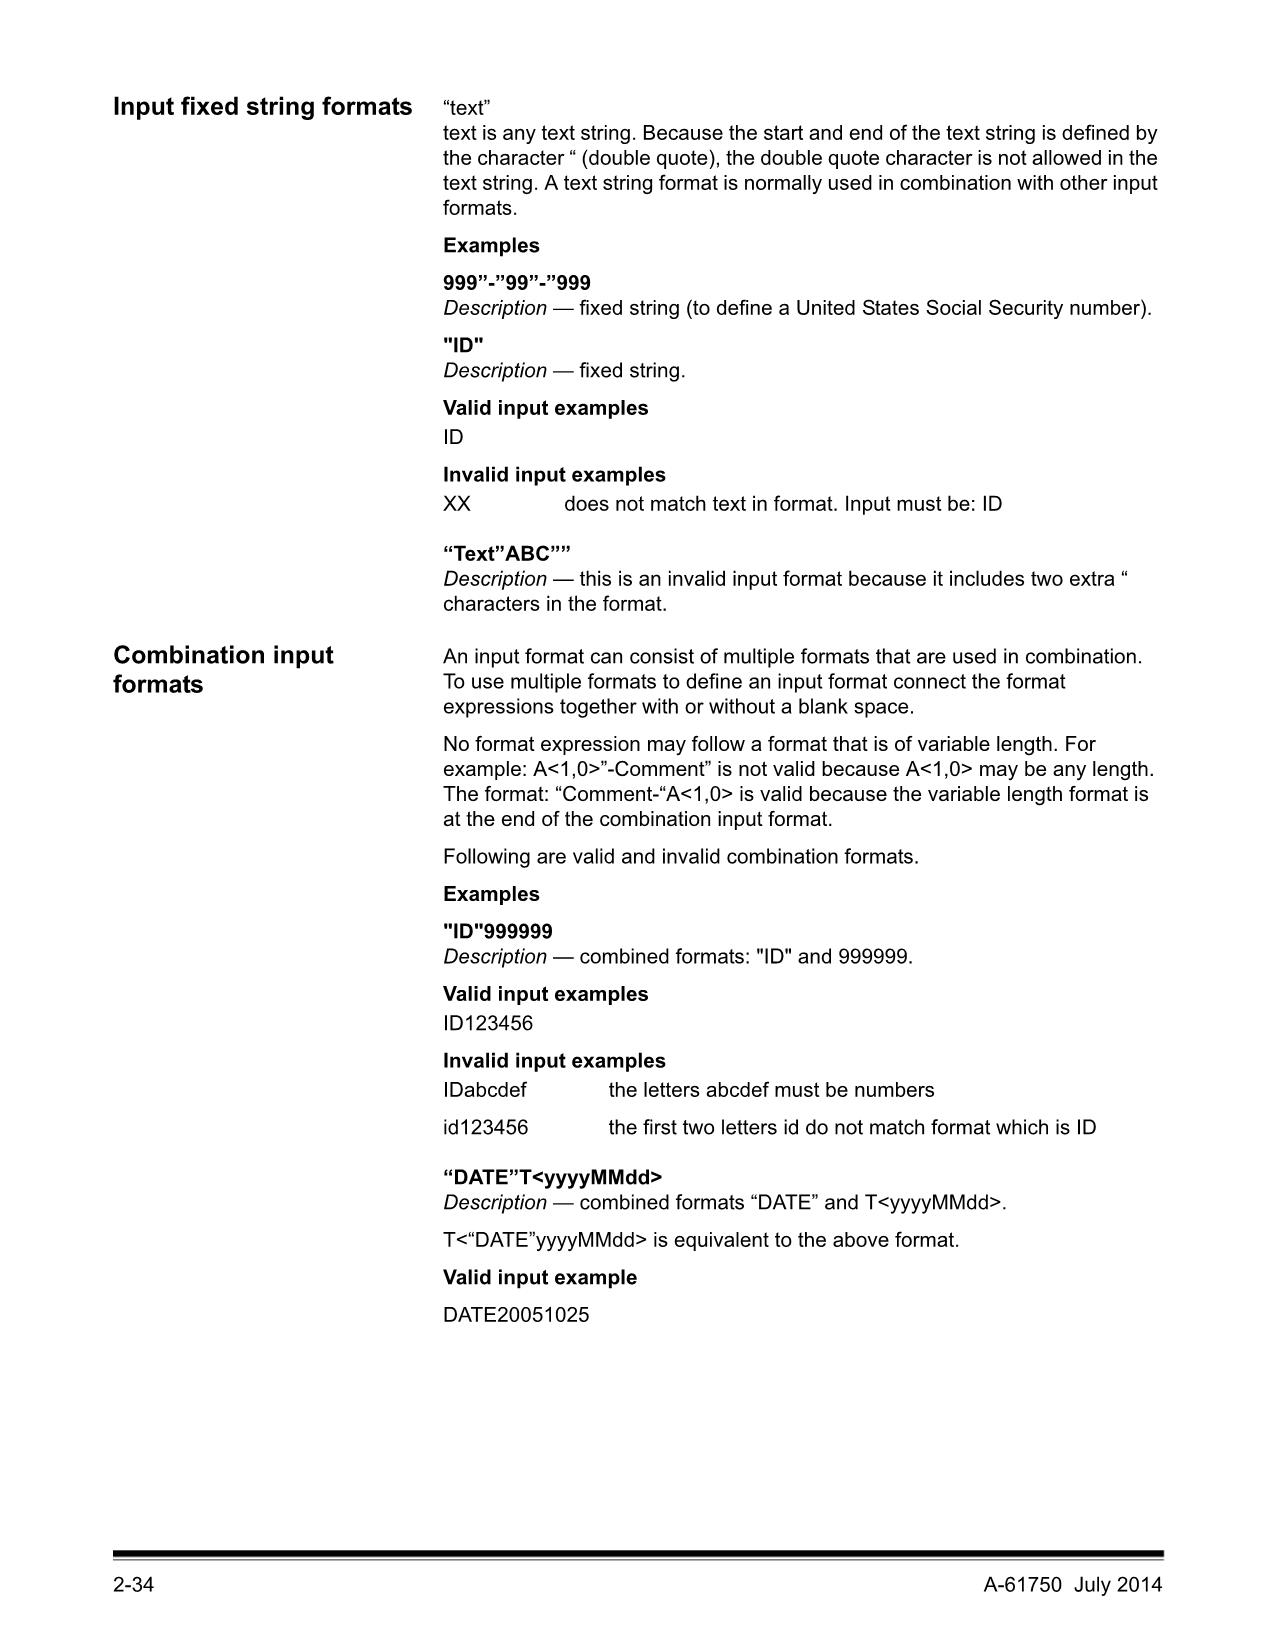 Input fixed string formats
“text”
text is any text string. Because the start and end of the text string is defined by
the character “ (double quote), the double quote character is not allowed in the
text string. A text string format is normally used in combination with other input
formats.
Examples
999”-”99”-”999
Description — fixed string (to define a United States Social Security number).
"ID"
Description — fixed string.
Valid input examples
ID
Invalid input examples
XX does not match text in format. Input must be: ID
“Text”ABC””
Description — this is an invalid input format because it includes two extra “
characters in the format.
Combination input
formats
An input format can consist of multiple formats that are used in combination.
To use multiple formats to define an input format connect the format
expressions together with or without a blank space.
No format expression may follow a format that is of variable length. For
example: A<1,0>”-Comment” is not valid because A<1,0> may be any length.
The format: “Comment-“A<1,0> is valid because the variable length format is
at the end of the combination input format.
Following are valid and invalid combination formats.
Examples
"ID"999999
Description — combined formats: "ID" and 999999.
Valid input examples
ID123456
Invalid input examples
IDabcdef the letters abcdef must be numbers
id123456 the first two letters id do not match format which is ID
“DATE”T<yyyyMMdd>
Description — combined formats “DATE” and T<yyyyMMdd>.
T<“DATE”yyyyMMdd> is equivalent to the above format.
Valid input example
DATE20051025
2-34 A-61750 July 2014